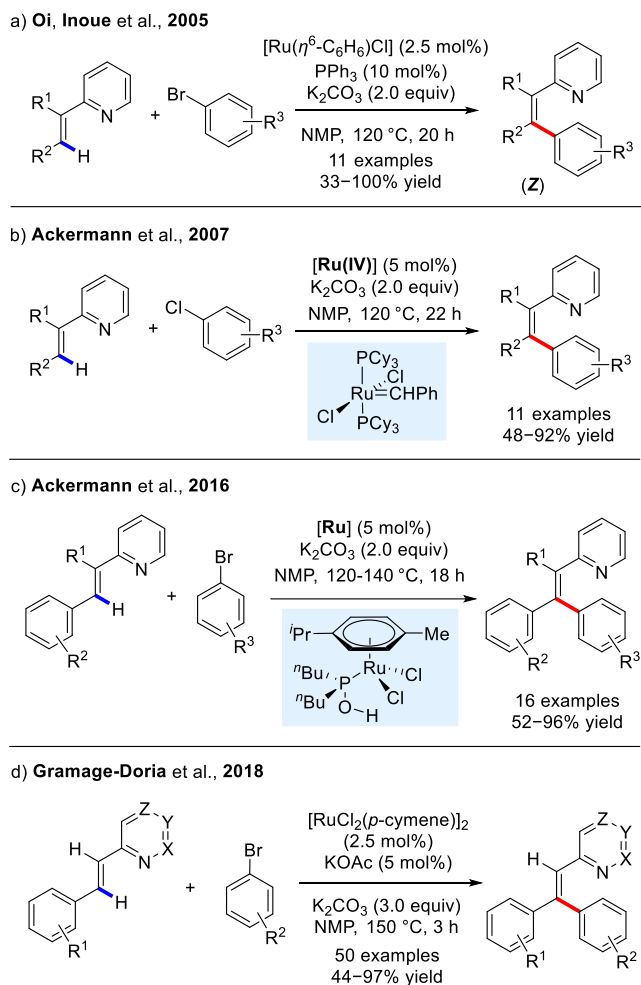 a) Oi, Inoue et al., 2005
[Ru(η⁶-C₆H₆)Cl] (2.5 mol%)
PPh₃ (10 mol%)
K₂CO₃ (2.0 equiv)
NMP, 120 °C, 20 h
11 examples
33−100% yield
R¹
N
R²
H
+
Br
R³
R¹
N
R²
R³
(Z)
b) Ackermann et al., 2007
[Ru(IV)] (5 mol%)
K₂CO₃ (2.0 equiv)
NMP, 120 °C, 22 h
R¹
N
R²
H
+
Cl
R³
PCy₃
Cl
Ru=CHPh
Cl
PCy₃
R¹
N
R²
R³
11 examples
48−92% yield
c) Ackermann et al., 2016
[Ru] (5 mol%)
K₂CO₃ (2.0 equiv)
NMP, 120-140 °C, 18 h
R¹
N
H
R²
+
Br
R³
ⁱPr
Me
Ru
Cl
ⁿBu
P
Cl
ⁿBu
O
H
R¹
N
R²
R³
16 examples
52−96% yield
d) Gramage-Doria et al., 2018
[RuCl₂(p-cymene)]₂
(2.5 mol%)
KOAc (5 mol%)
K₂CO₃ (3.0 equiv)
NMP, 150 °C, 3 h
50 examples
44−97% yield
Z
Y
X
N
H
H
R¹
+
Br
R²
Z
Y
X
N
H
R¹
R²